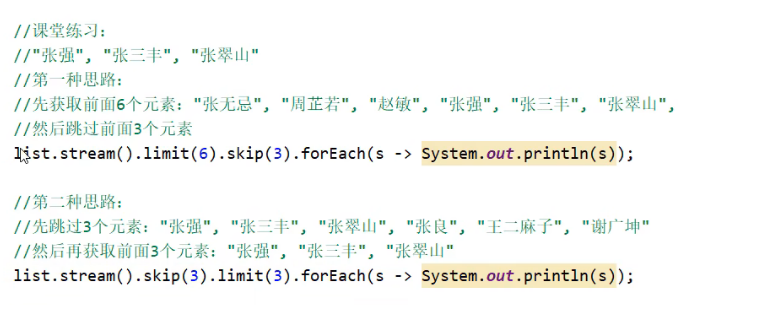 //课堂练习：
//"张强", "张三丰", "张翠山"
//第一种思路：
//先获取前面6个元素："张无忌", "周芷若", "赵敏", "张强", "张三丰", "张翠山",
//然后跳过前面3个元素
list.stream().limit(6).skip(3).forEach(s -> System.out.println(s));
//第二种思路：
//先跳过3个元素："张强", "张三丰", "张翠山", "张良", "王二麻子", "谢广坤"
//然后再获取前面3个元素："张强", "张三丰", "张翠山"
list.stream().skip(3).limit(3).forEach(s -> System.out.println(s));